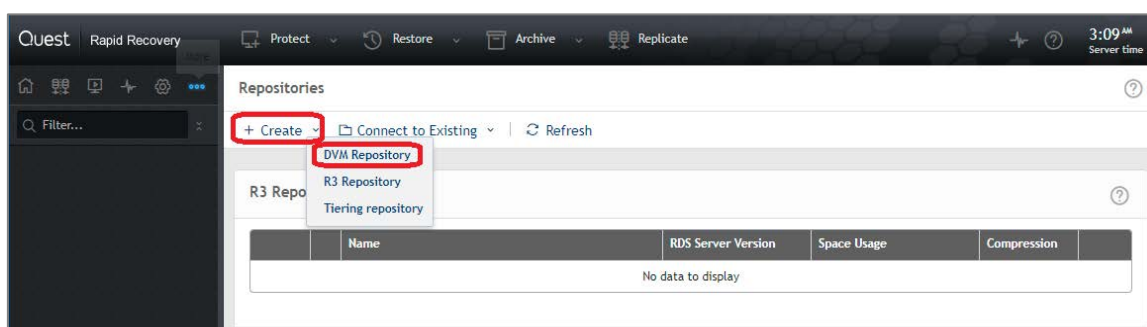 Quest Rapid Recovery Protect Restore Archive Replicate 3:09 AM
Server time
more
Repositories
Filter...
+ Create Connect to Existing Refresh
DVM Repository
R3 Repository
Tiering repository
R3 Repo
Name RDS Server Version Space Usage Compression
No data to display